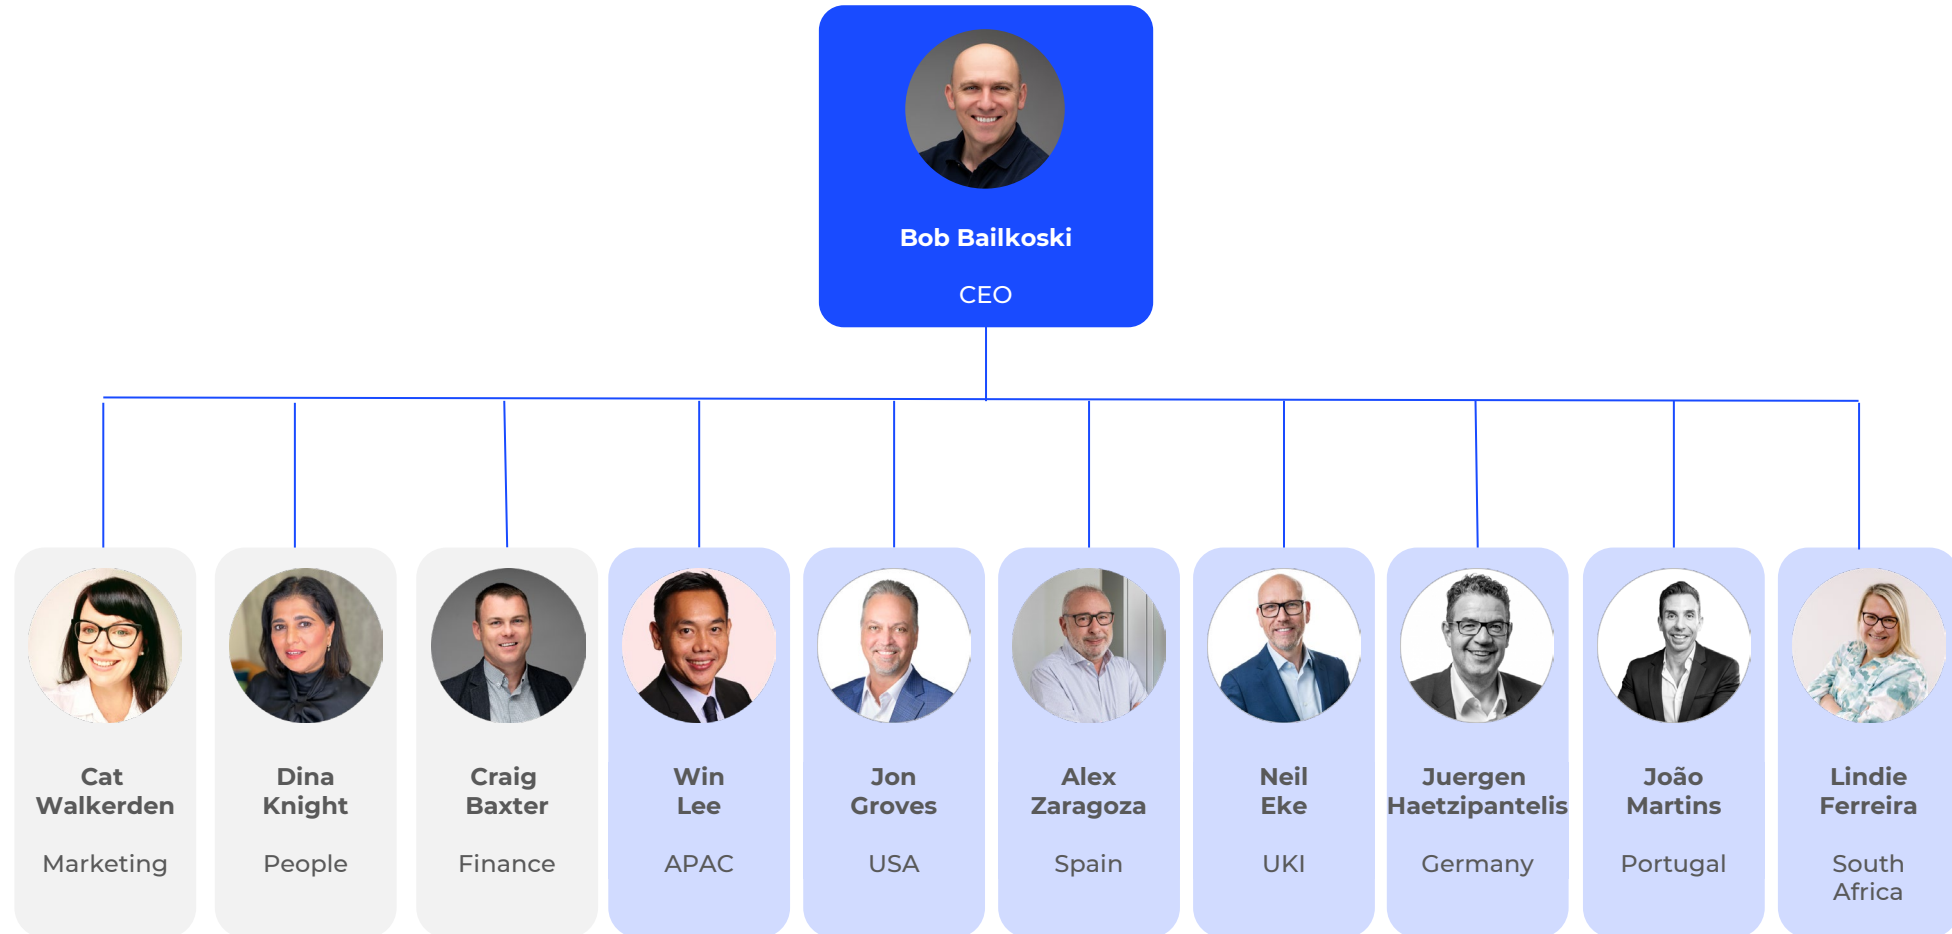 Bob Bailkoski
CEO
Cat
Walkerden
Marketing
Dina
Knight
People
Craig
Baxter
Finance
Win
Lee
APAC
Jon
Groves
USA
Alex
Zaragoza
Spain
Neil
Eke
UKI
Juergen
Haetzipantelis
Germany
João
Martins
Portugal
Lindie
Ferreira
South
Africa